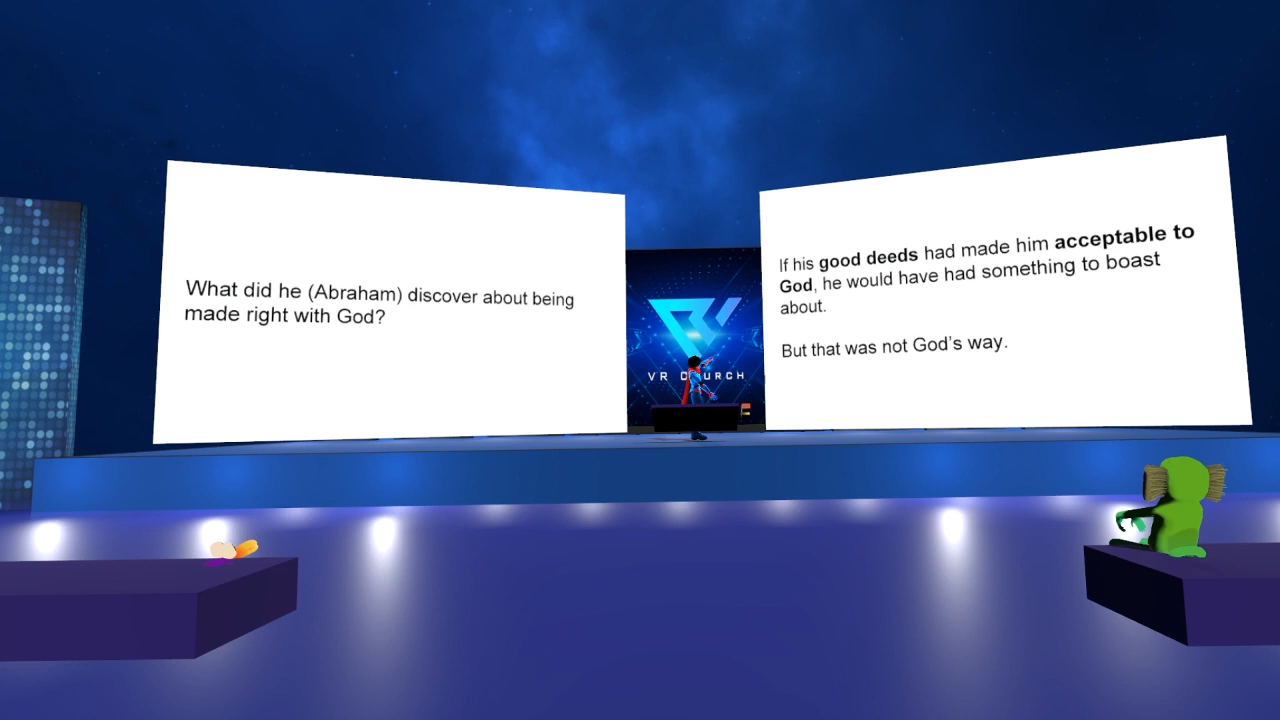 What did he (Abraham) discover about being
made right with God?
If his good deeds had made him acceptable to
God, he would have had something to boast
about.
But that was not God's way.
VR CHURCH